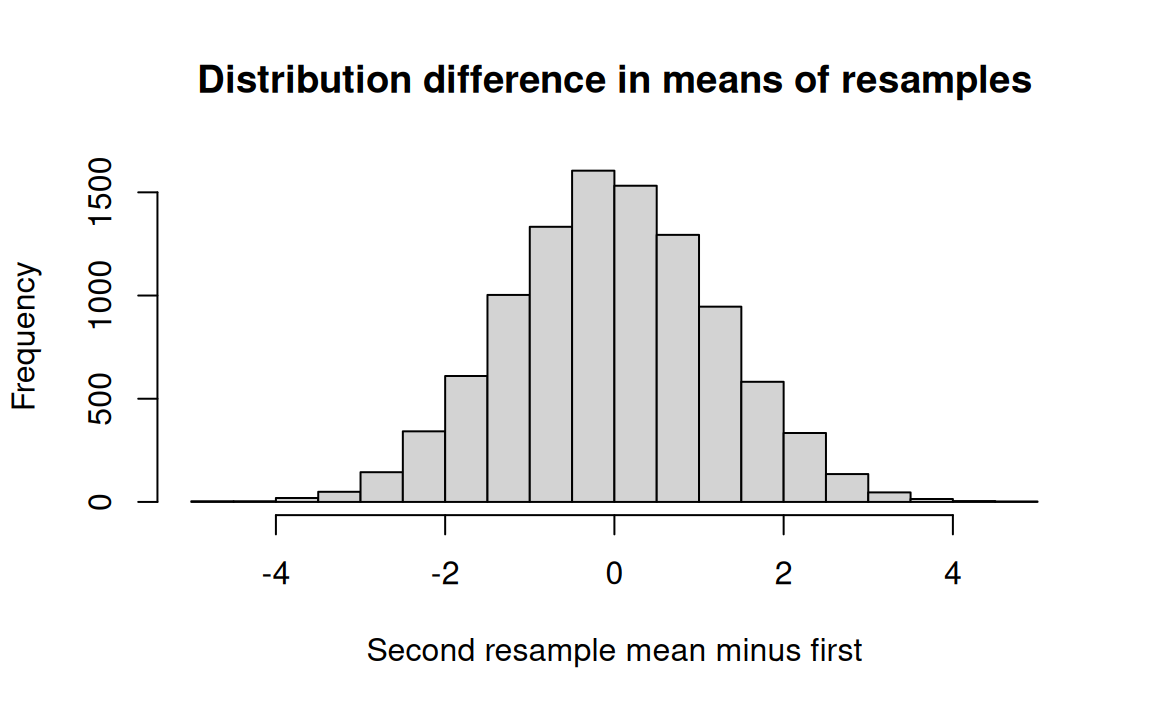 Distribution difference in means of resamples
Frequency
1500
1000
500
0
-4 -2 0 2 4
Second resample mean minus first